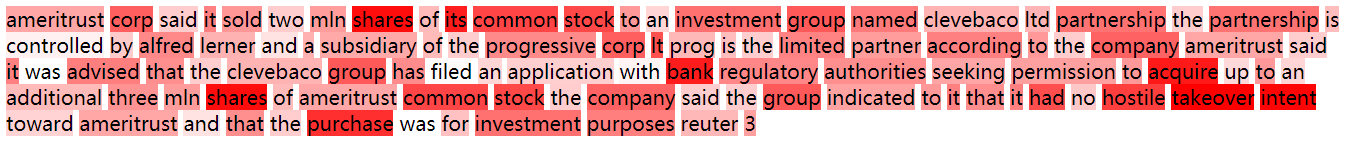 ameritrust corp said it sold two mln shares of its common stock to an investment group named clevebaco ltd partnership the partnership is
controlled by alfred lerner and a subsidiary of the progressive corp lt prog is the limited partner according to the company ameritrust said
it was advised that the clevebaco group has filed an application with bank regulatory authorities seeking permission to acquire up to an
additional three mln shares of ameritrust common stock the company said the group indicated to it that it had no hostile takeover intent
toward ameritrust and that the purchase was for investment purposes reuter 3